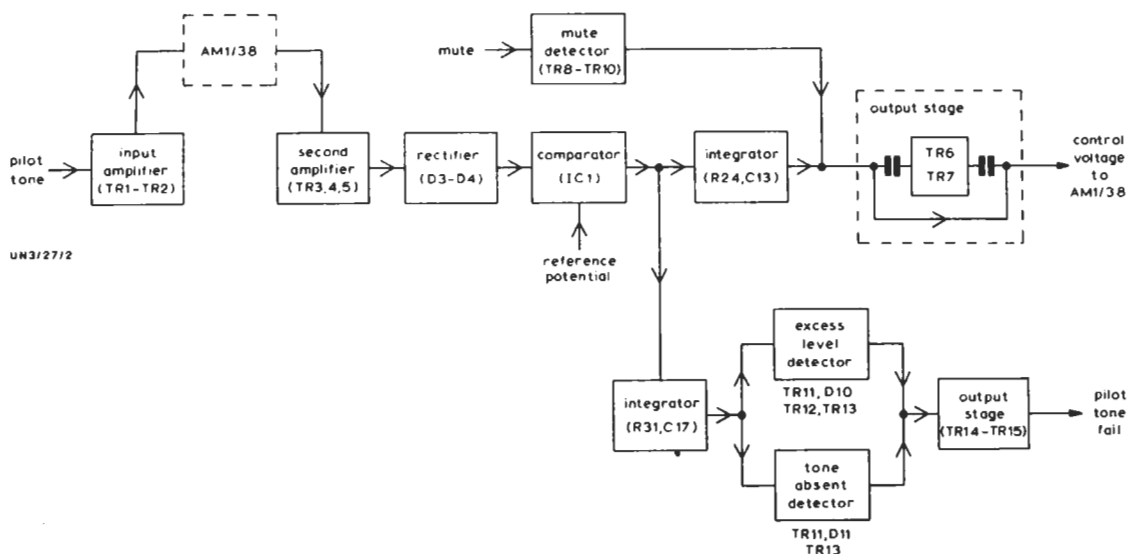 AM1/38
mute
mute
detector
(TR8-TR10)
output stage
pilot
tone
input
amplifier
(TR1-TR2)
second
amplifier
(TR3,4,5)
rectifier
(D3-D4)
comparator
(IC1)
integrator
(R24,C13)
TR6
TR7
control
voltage
to
AM1/38
UN3/27/2
reference
potential
excess
level
detector
TR11,D10
TR12,TR13
integrator
(R31,C17)
output
stage
(TR14-TR15)
pilot
tone
fail
tone
absent
detector
TR11,D11
TR13